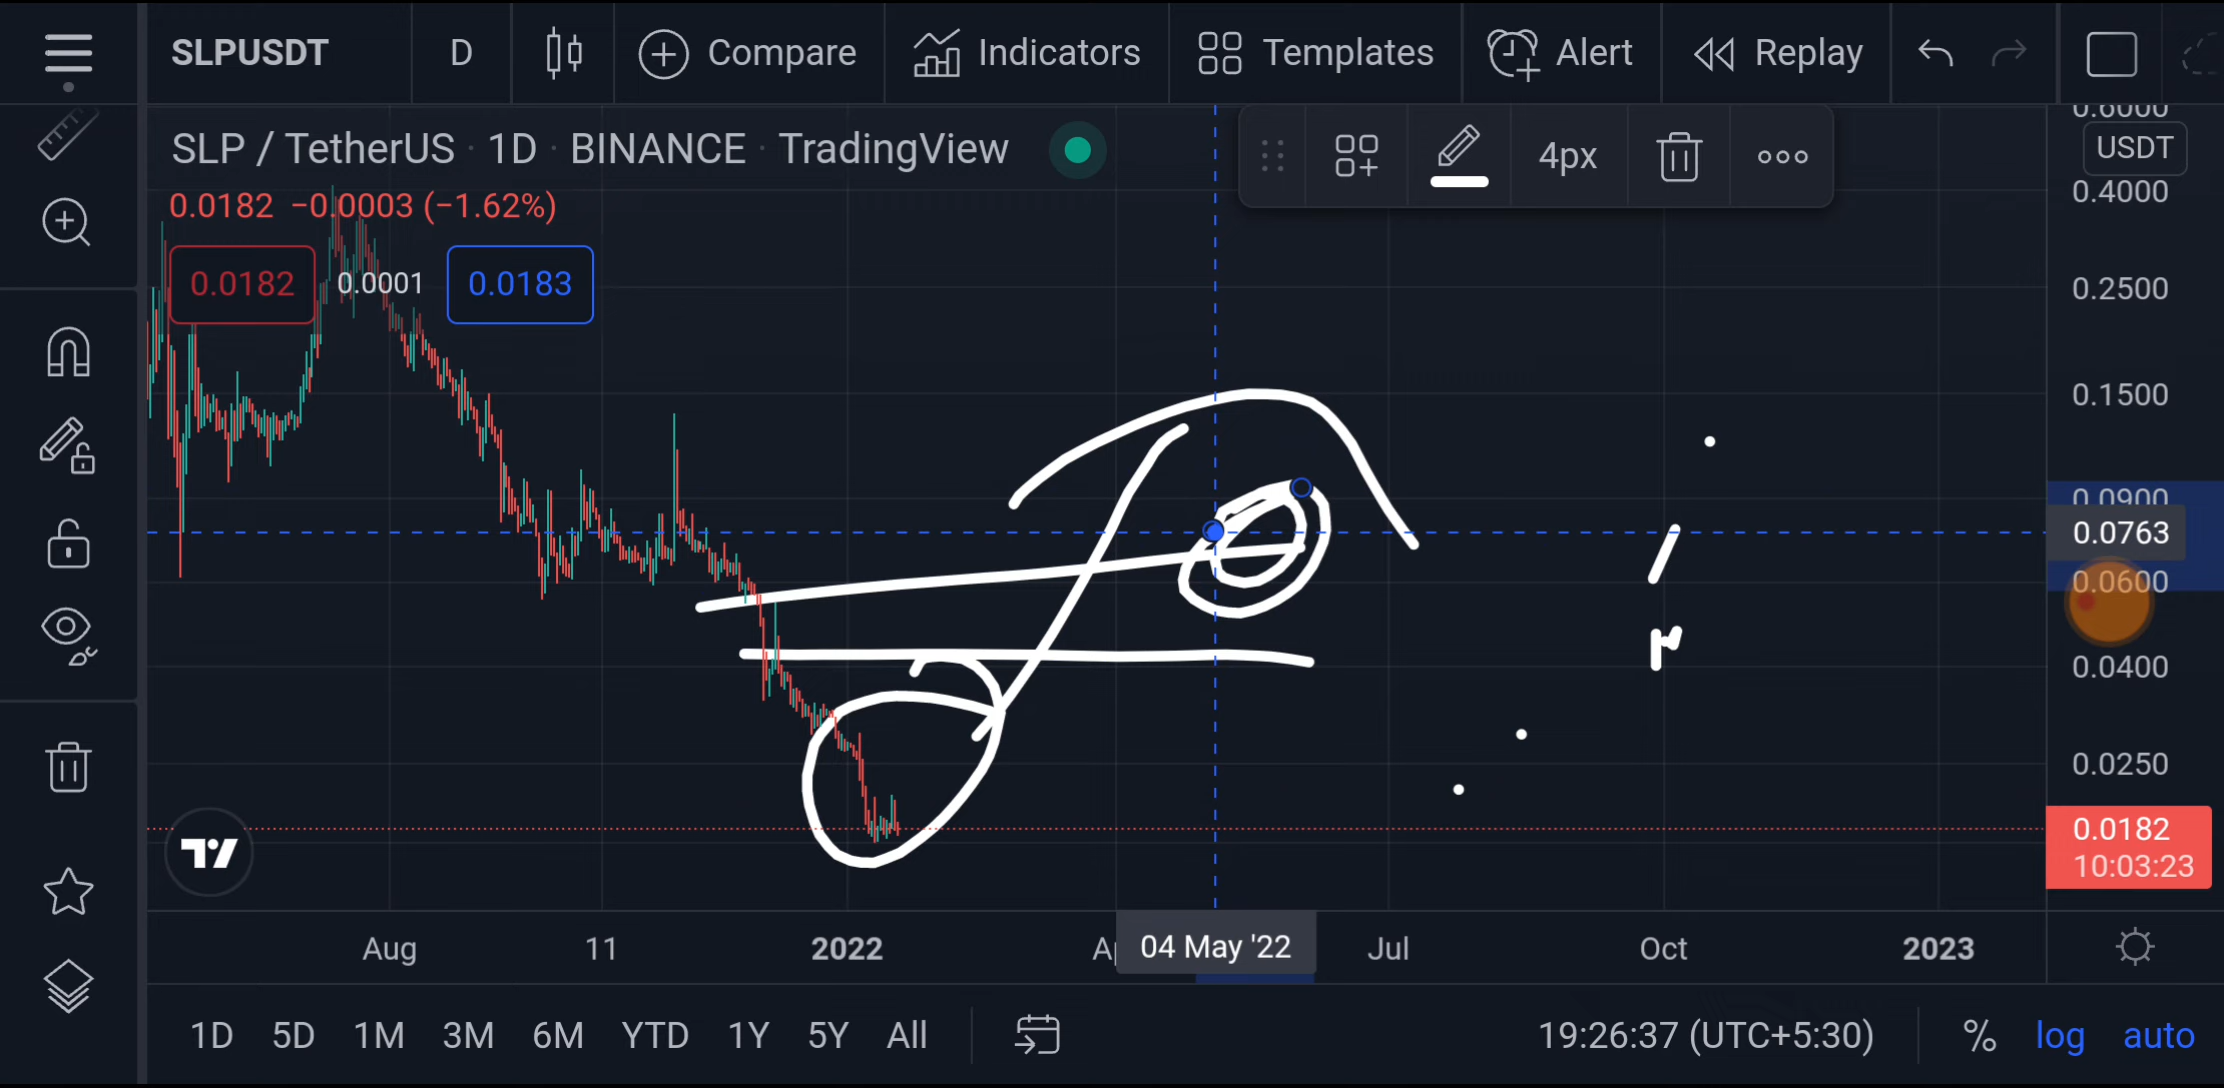 SLPUSDT D Compare Indicators Templates Alert Replay
SLP / TetherUS · 1D · BINANCE · TradingView
4px
USDT
0.0182 −0.0003 (−1.62%)
0.0182 0.0001 0.0183
0.6000
0.4000
0.2500
0.1500
0.0900
0.0763
0.0600
0.0400
0.0250
0.0182
10:03:23
Aug 11 2022 04 May '22 Jul Oct 2023
1D 5D 1M 3M 6M YTD 1Y 5Y All 19:26:37 (UTC+5:30) % log auto